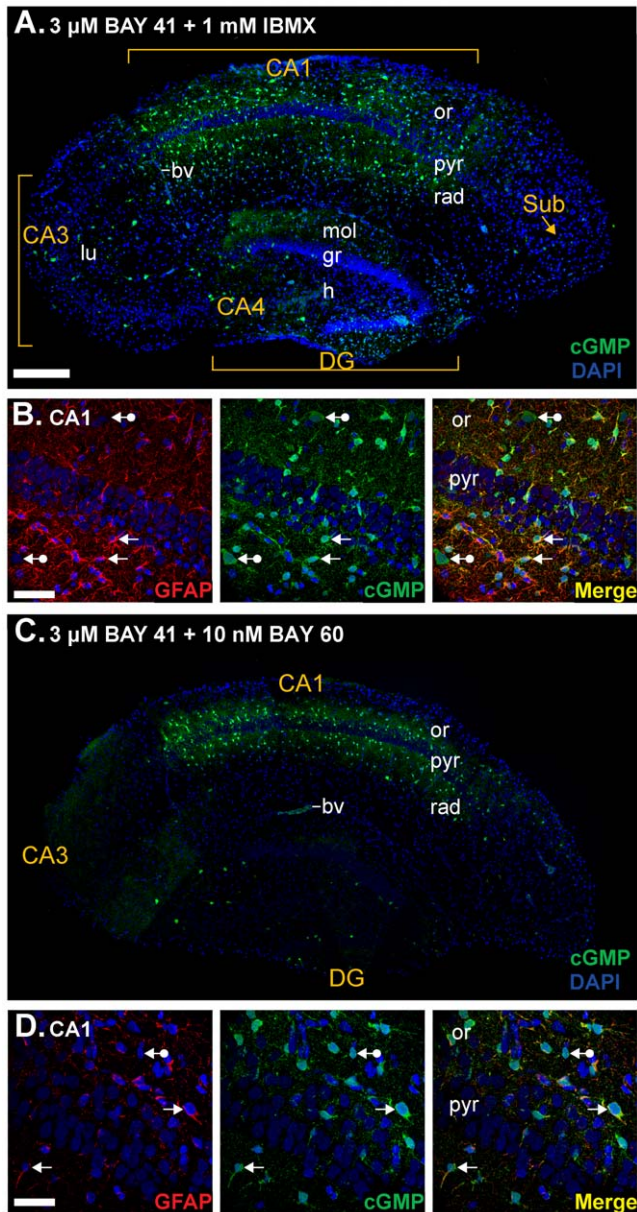 A. 3 µM BAY 41 + 1 mM IBMX
CA1
or
bv
pyr
rad
CA3
Sub
mol
lu
gr
CA4
h
cGMP
DG
DAPI
B. CA1
or
pyr
GFAP
cGMP
Merge
C. 3 µM BAY 41 + 10 nM BAY 60
CA1
or
pyr
rad
bv
CA3
cGMP
DG
DAPI
D. CA1
or
pyr
GFAP
cGMP
Merge